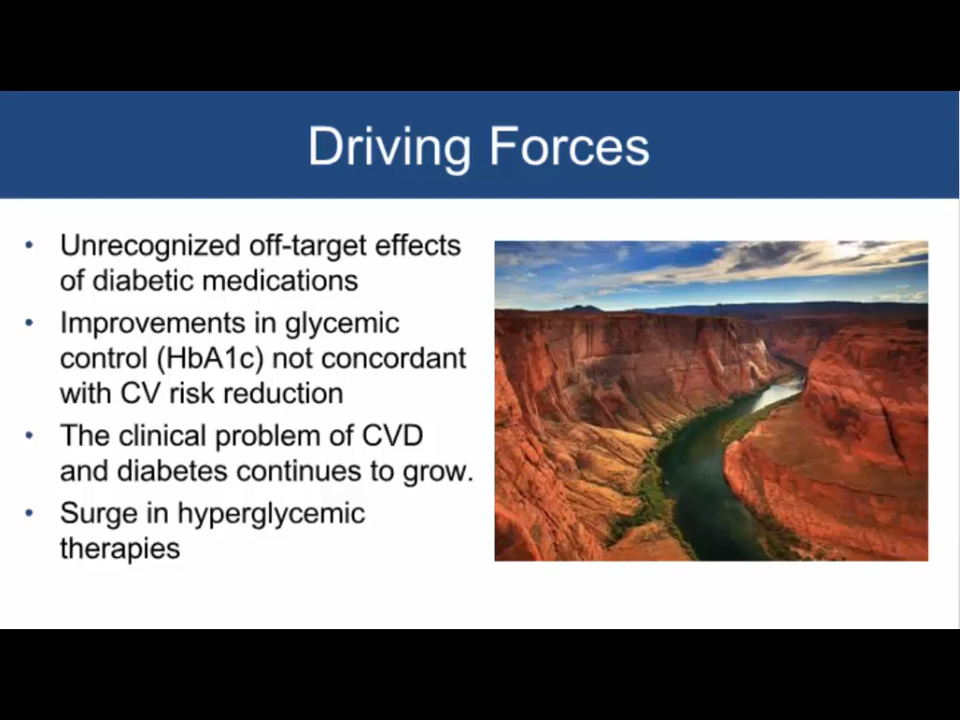 Driving Forces
• Unrecognized off-target effects
of diabetic medications
• Improvements in glycemic
control (HbA1c) not concordant
with CV risk reduction
• The clinical problem of CVD
and diabetes continues to grow.
• Surge in hyperglycemic
therapies